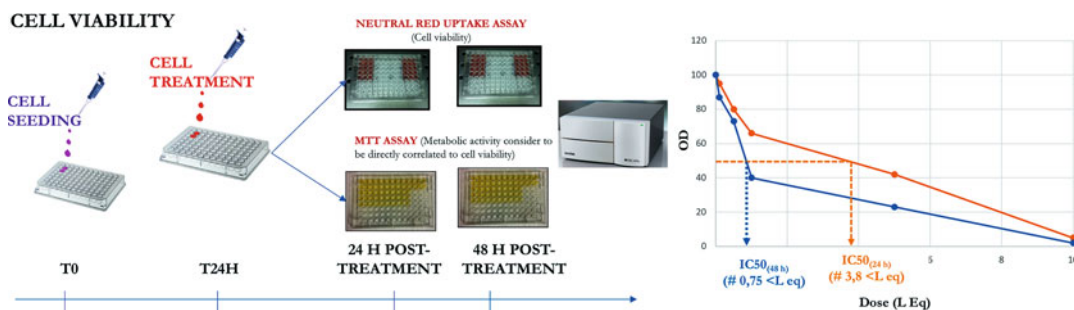 CELL VIABILITY
NEUTRAL RED UPTAKE ASSAY
(Cell viability)
CELL
TREATMENT
CELL
SEEDING
MTT ASSAY (Metabolic activity consider to
be directly correlated to cell viability)
24 H POST-
TREATMENT
48 H POST-
TREATMENT
T0
T24H
OD
120
100
80
60
40
20
0
5
10
IC50(48 h)
(# 0,75 <L eq)
IC50(24 h)
(# 3,8 <L eq)
Dose (L Eq)